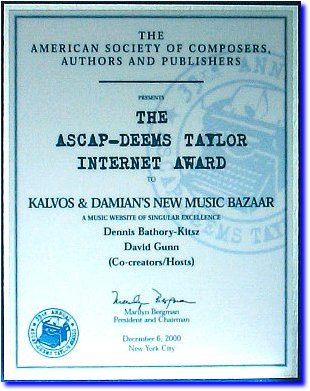 THE
AMERICAN SOCIETY OF COMPOSERS,
AUTHORS AND PUBLISHERS
PRESENTS
THE
ASCAP-DEEMS TAYLOR
INTERNET AWARD
TO
KALVOS & DAMIAN'S NEW MUSIC BAZAAR
A MUSIC WEBSITE OF SINGULAR EXCELLENCE
Dennis Bathory-Kitsz
David Gunn
(Co-creators/Hosts)
Marilyn Bergman
Marilyn Bergman
President and Chairman
December 6, 2000
New York City